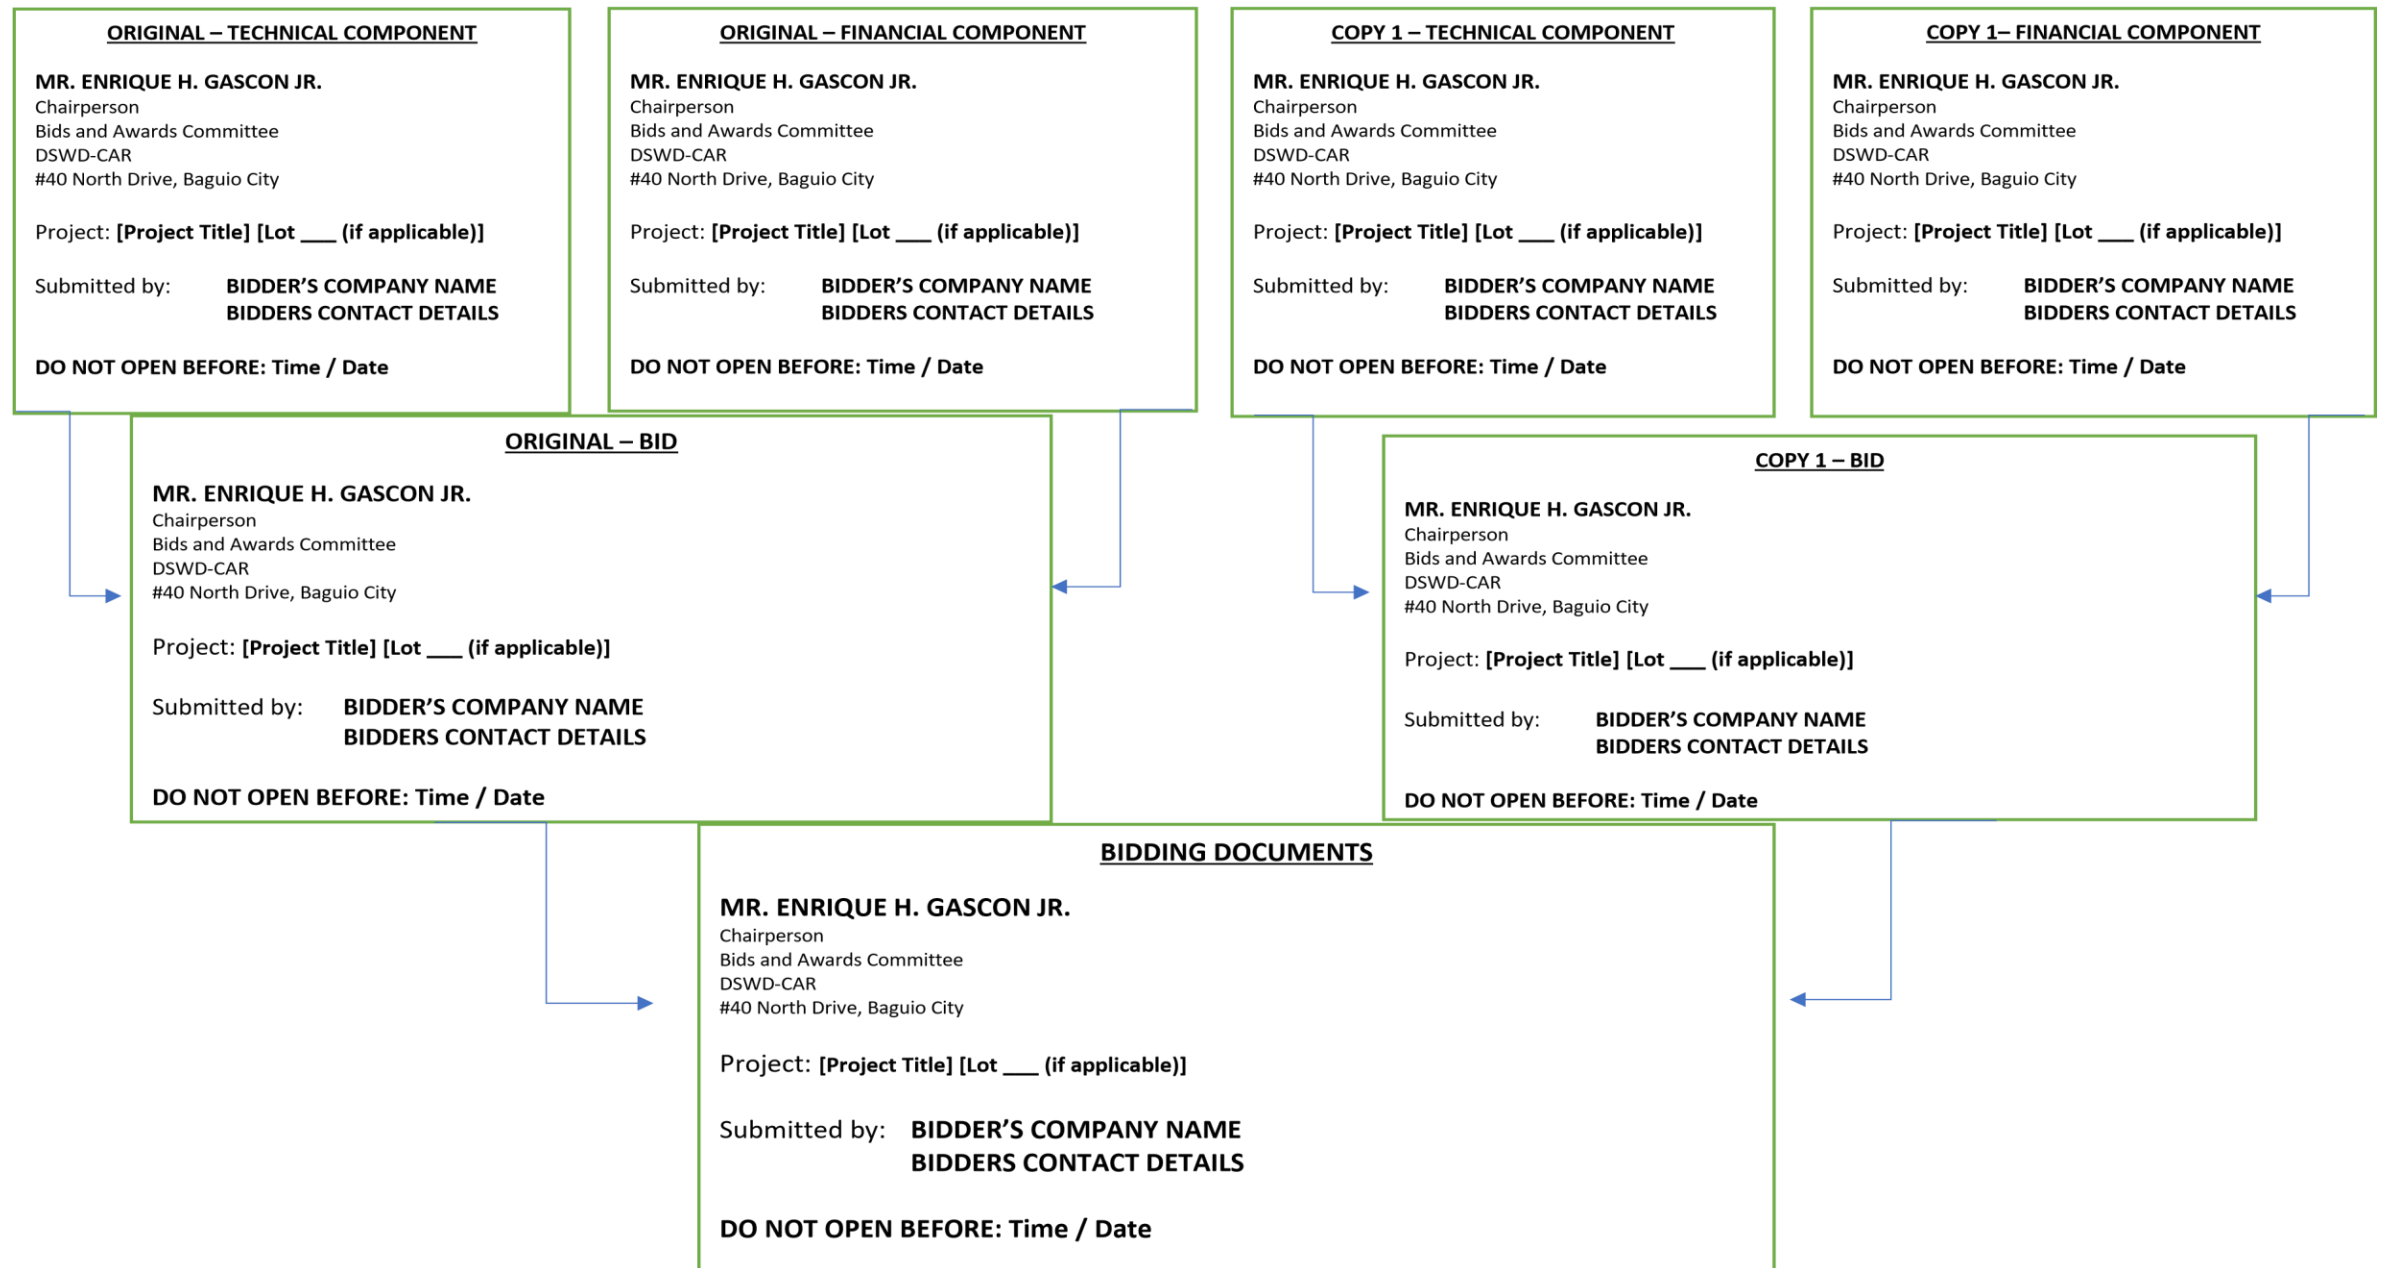 ORIGINAL – TECHNICAL COMPONENT
MR. ENRIQUE H. GASCON JR.
Chairperson
Bids and Awards Committee
DSWD-CAR
#40 North Drive, Baguio City
Project: [Project Title] [Lot ___ (if applicable)]
Submitted by: BIDDER’S COMPANY NAME
BIDDERS CONTACT DETAILS
DO NOT OPEN BEFORE: Time / Date
ORIGINAL – FINANCIAL COMPONENT
MR. ENRIQUE H. GASCON JR.
Chairperson
Bids and Awards Committee
DSWD-CAR
#40 North Drive, Baguio City
Project: [Project Title] [Lot ___ (if applicable)]
Submitted by: BIDDER’S COMPANY NAME
BIDDERS CONTACT DETAILS
DO NOT OPEN BEFORE: Time / Date
COPY 1 – TECHNICAL COMPONENT
MR. ENRIQUE H. GASCON JR.
Chairperson
Bids and Awards Committee
DSWD-CAR
#40 North Drive, Baguio City
Project: [Project Title] [Lot ___ (if applicable)]
Submitted by: BIDDER’S COMPANY NAME
BIDDERS CONTACT DETAILS
DO NOT OPEN BEFORE: Time / Date
COPY 1– FINANCIAL COMPONENT
MR. ENRIQUE H. GASCON JR.
Chairperson
Bids and Awards Committee
DSWD-CAR
#40 North Drive, Baguio City
Project: [Project Title] [Lot ___ (if applicable)]
Submitted by: BIDDER’S COMPANY NAME
BIDDERS CONTACT DETAILS
DO NOT OPEN BEFORE: Time / Date
ORIGINAL – BID
MR. ENRIQUE H. GASCON JR.
Chairperson
Bids and Awards Committee
DSWD-CAR
#40 North Drive, Baguio City
Project: [Project Title] [Lot ___ (if applicable)]
Submitted by: BIDDER’S COMPANY NAME
BIDDERS CONTACT DETAILS
DO NOT OPEN BEFORE: Time / Date
COPY 1 – BID
MR. ENRIQUE H. GASCON JR.
Chairperson
Bids and Awards Committee
DSWD-CAR
#40 North Drive, Baguio City
Project: [Project Title] [Lot ___ (if applicable)]
Submitted by: BIDDER’S COMPANY NAME
BIDDERS CONTACT DETAILS
DO NOT OPEN BEFORE: Time / Date
BIDDING DOCUMENTS
MR. ENRIQUE H. GASCON JR.
Chairperson
Bids and Awards Committee
DSWD-CAR
#40 North Drive, Baguio City
Project: [Project Title] [Lot ___ (if applicable)]
Submitted by: BIDDER’S COMPANY NAME
BIDDERS CONTACT DETAILS
DO NOT OPEN BEFORE: Time / Date